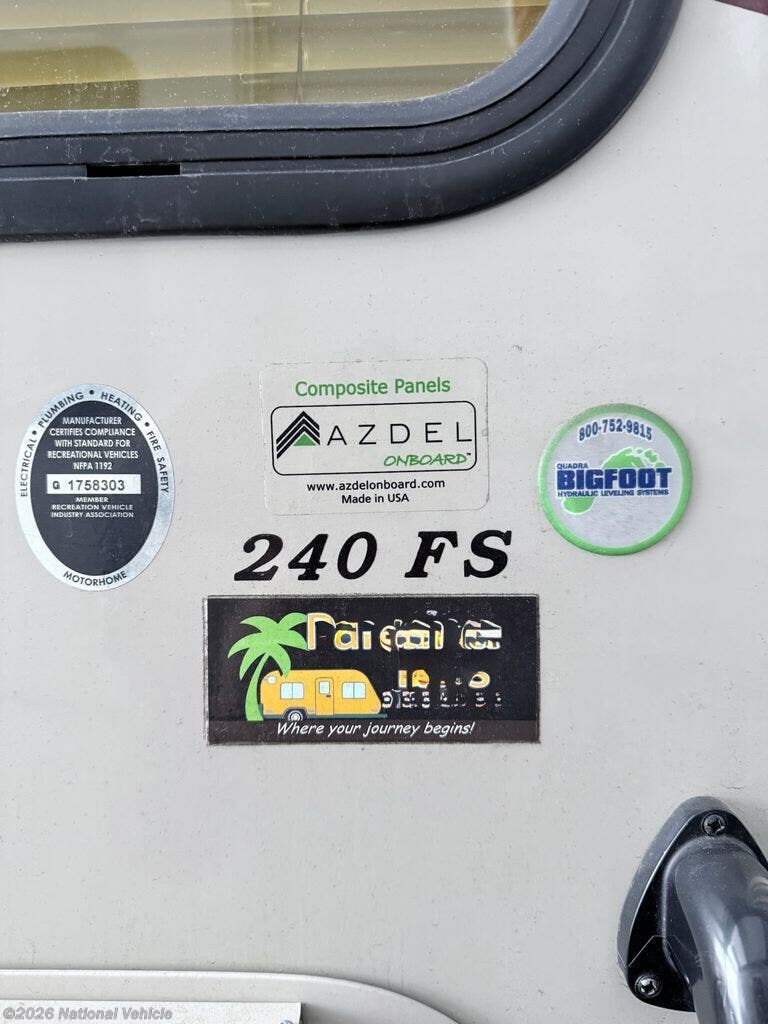 ELECTRICAL • PLUMBING • HEATING • FIRE SAFETY
MANUFACTURER
CERTIFIES COMPLIANCE
WITH STANDARD FOR
RECREATIONAL VEHICLES
NFPA 1192
G 1758303
MEMBER
RECREATION VEHICLE
INDUSTRY ASSOCIATION
MOTORHOME
Composite Panels
AZDEL
ONBOARD™
www.azdelonboard.com
Made in USA
800-752-9815
QUADRA
BIGFOOT
HYDRAULIC LEVELING SYSTEMS
240 FS
Where your journey begins!
©2026 National Vehicle